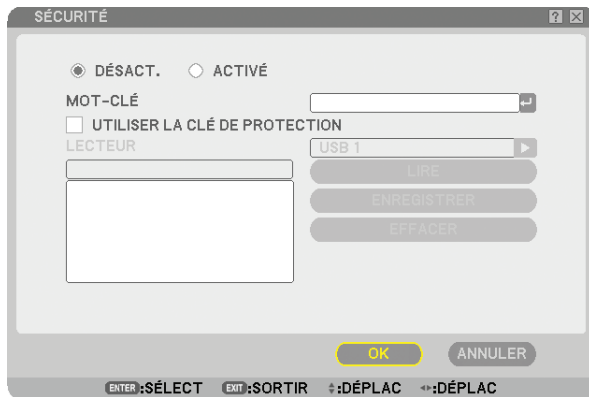 SÉCURITÉ
DÉSACT. ACTIVÉ
MOT-CLÉ
UTILISER LA CLÉ DE PROTECTION
LECTEUR USB 1
LIRE
ENREGISTRER
EFFACER
OK ANNULER
ENTER :SÉLECT EXIT :SORTIR :DÉPLAC :DÉPLAC